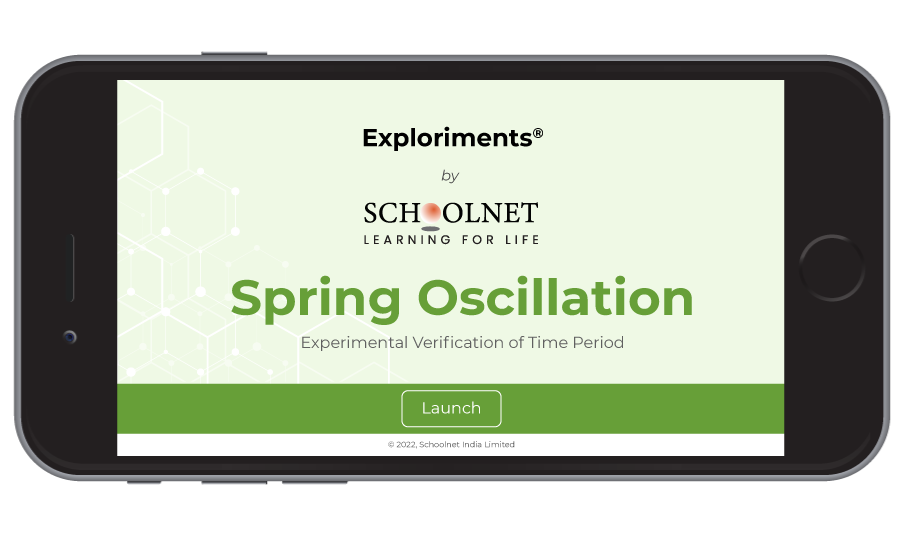 Exploriments®
by
SCHOOLNET
LEARNING FOR LIFE
Spring Oscillation
Experimental Verification of Time Period
Launch
© 2022, Schoolnet India Limited